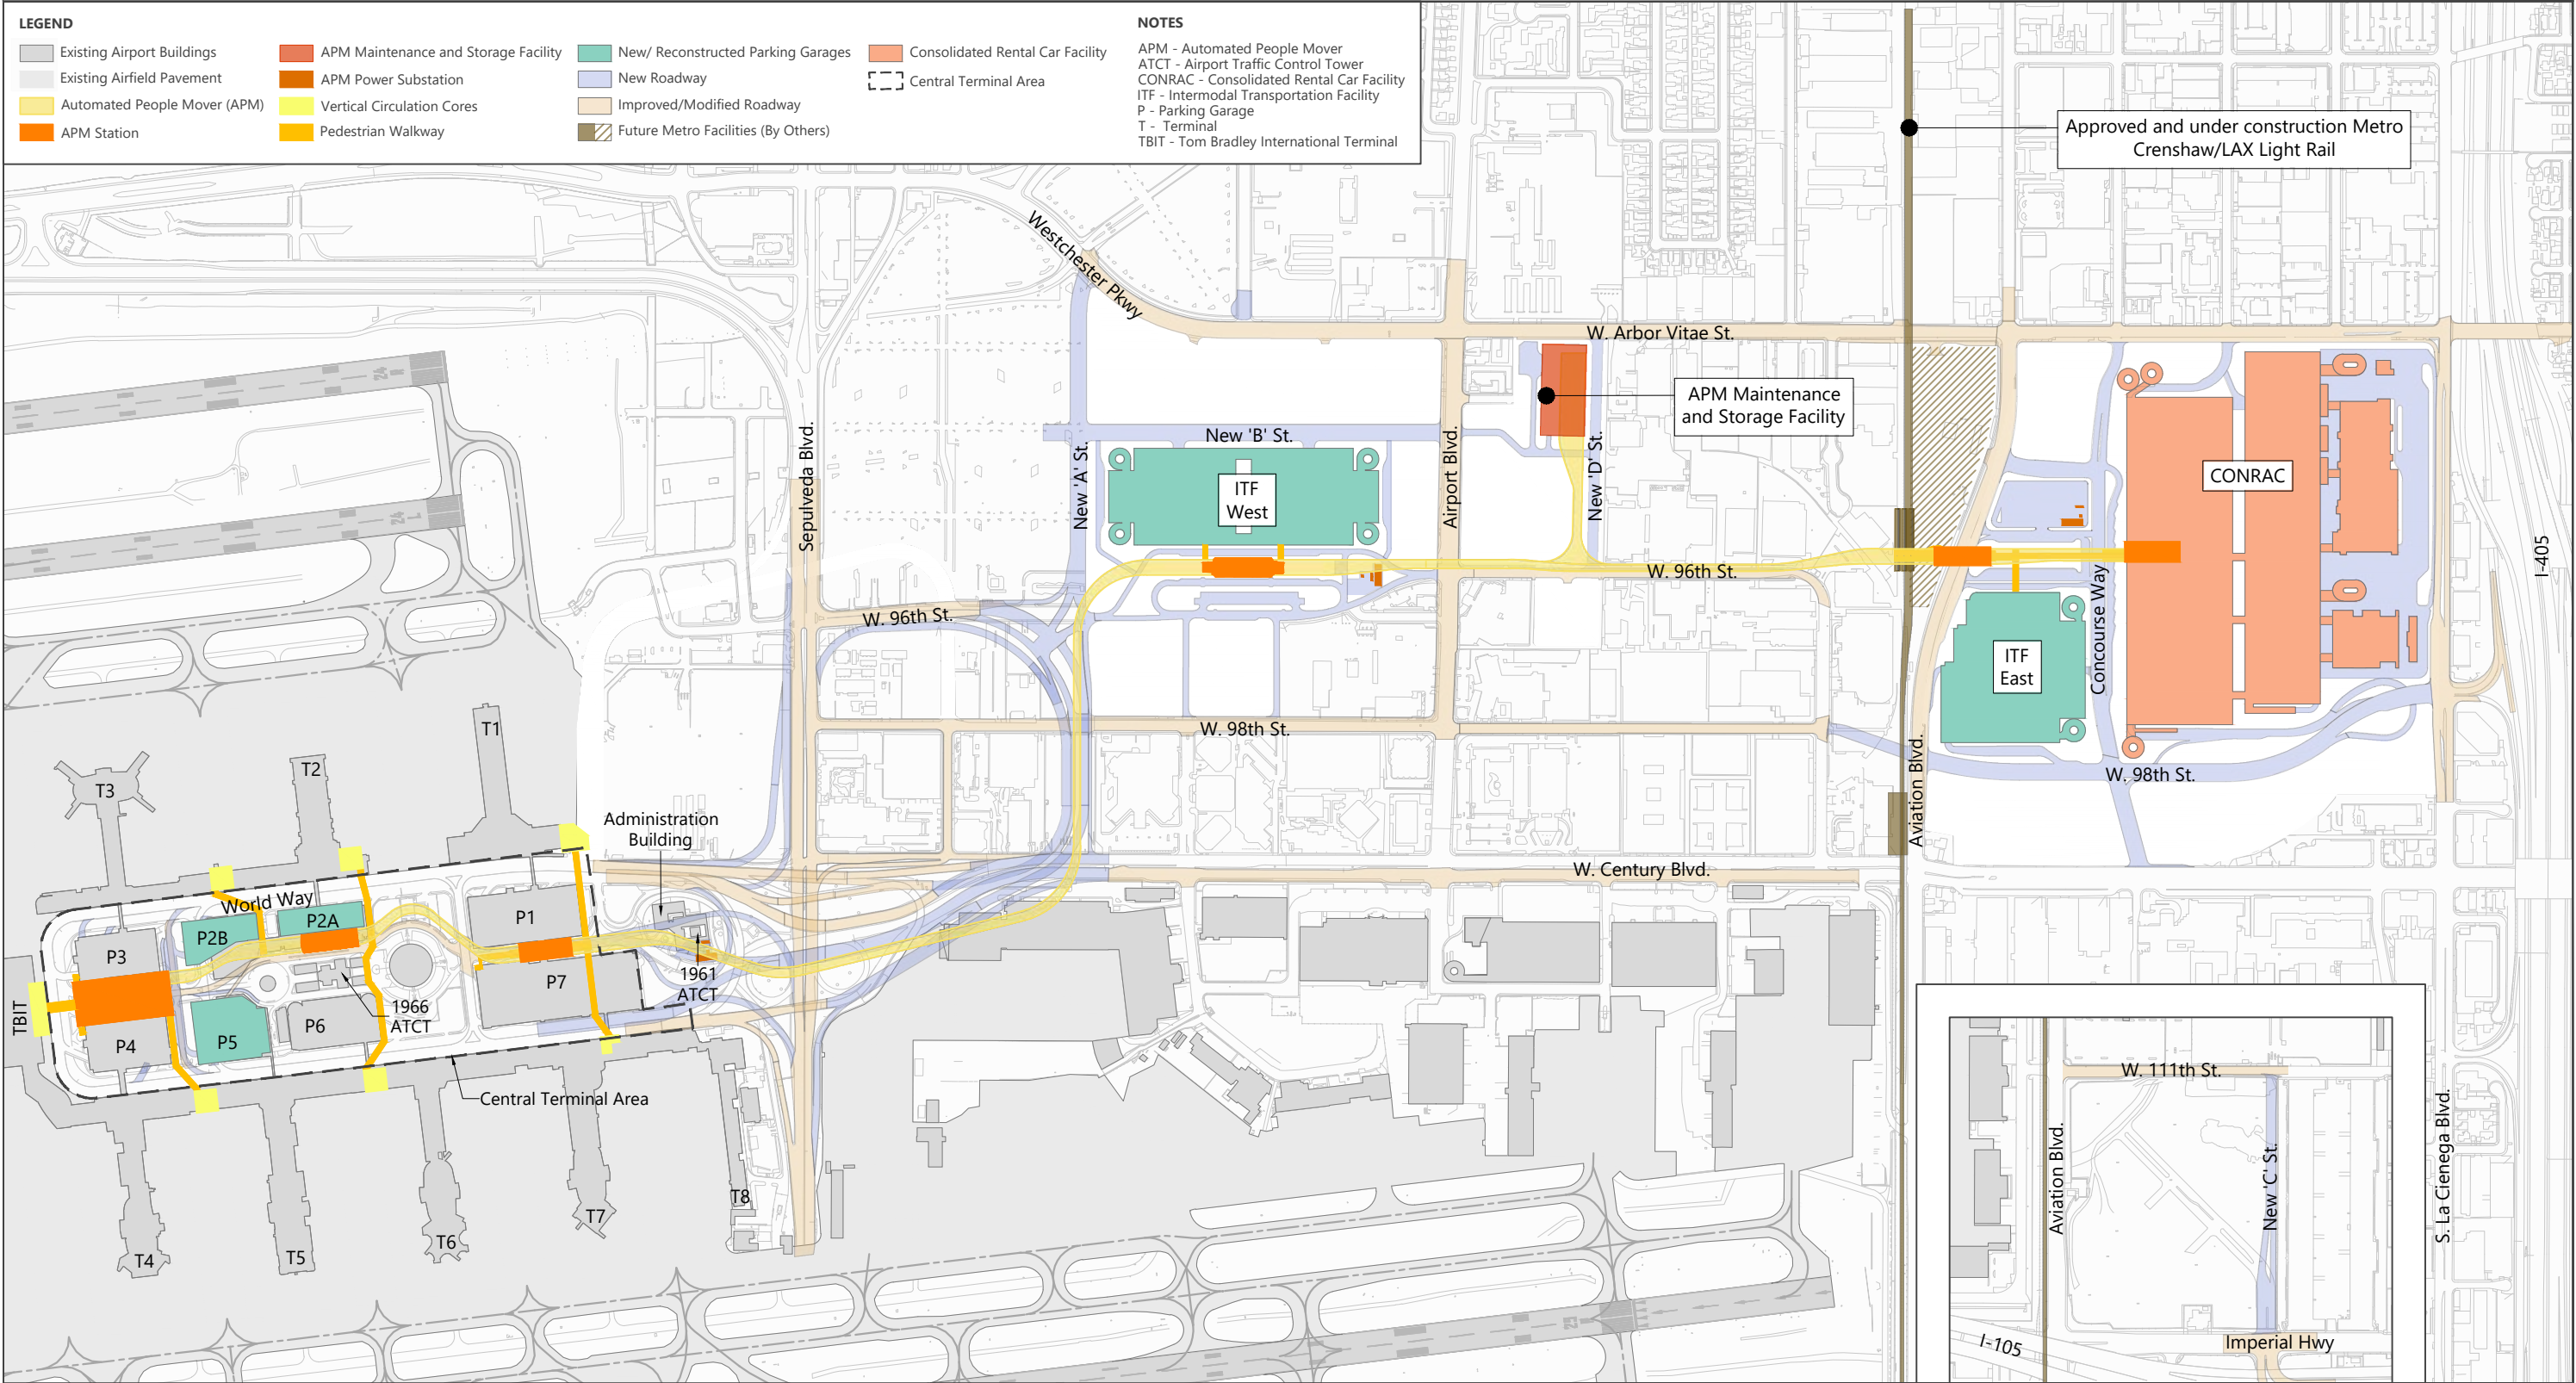 LEGEND
Existing Airport Buildings
Existing Airfield Pavement
Automated People Mover (APM)
APM Station
APM Maintenance and Storage Facility
APM Power Substation
Vertical Circulation Cores
Pedestrian Walkway
New/ Reconstructed Parking Garages
New Roadway
Improved/Modified Roadway
Future Metro Facilities (By Others)
Consolidated Rental Car Facility
Central Terminal Area
NOTES
APM - Automated People Mover
ATCT - Airport Traffic Control Tower
CONRAC - Consolidated Rental Car Facility
ITF - Intermodal Transportation Facility
P - Parking Garage
T - Terminal
TBIT - Tom Bradley International Terminal
Approved and under construction Metro
Crenshaw/LAX Light Rail
Westchester Pkwy
W. Arbor Vitae St.
APM Maintenance
and Storage Facility
New 'B' St.
New 'A' St.
Sepulveda Blvd.
Airport Blvd.
New 'D' St.
ITF
West
CONRAC
I-405
W. 96th St.
W. 96th St.
Concourse Way
ITF
East
W. 98th St.
W. 98th St.
Aviation Blvd.
W. Century Blvd.
24
R
24
L
T1
T2
T3
Administration
Building
World Way
P2A
P2B
P1
P3
P7
1961
ATCT
TBIT
1966
ATCT
P6
P5
P4
Central Terminal Area
T8
T7
T6
T5
T4
25
W. 111th St.
Aviation Blvd.
New 'C' St.
S. La Cienega Blvd.
Imperial Hwy
I-105